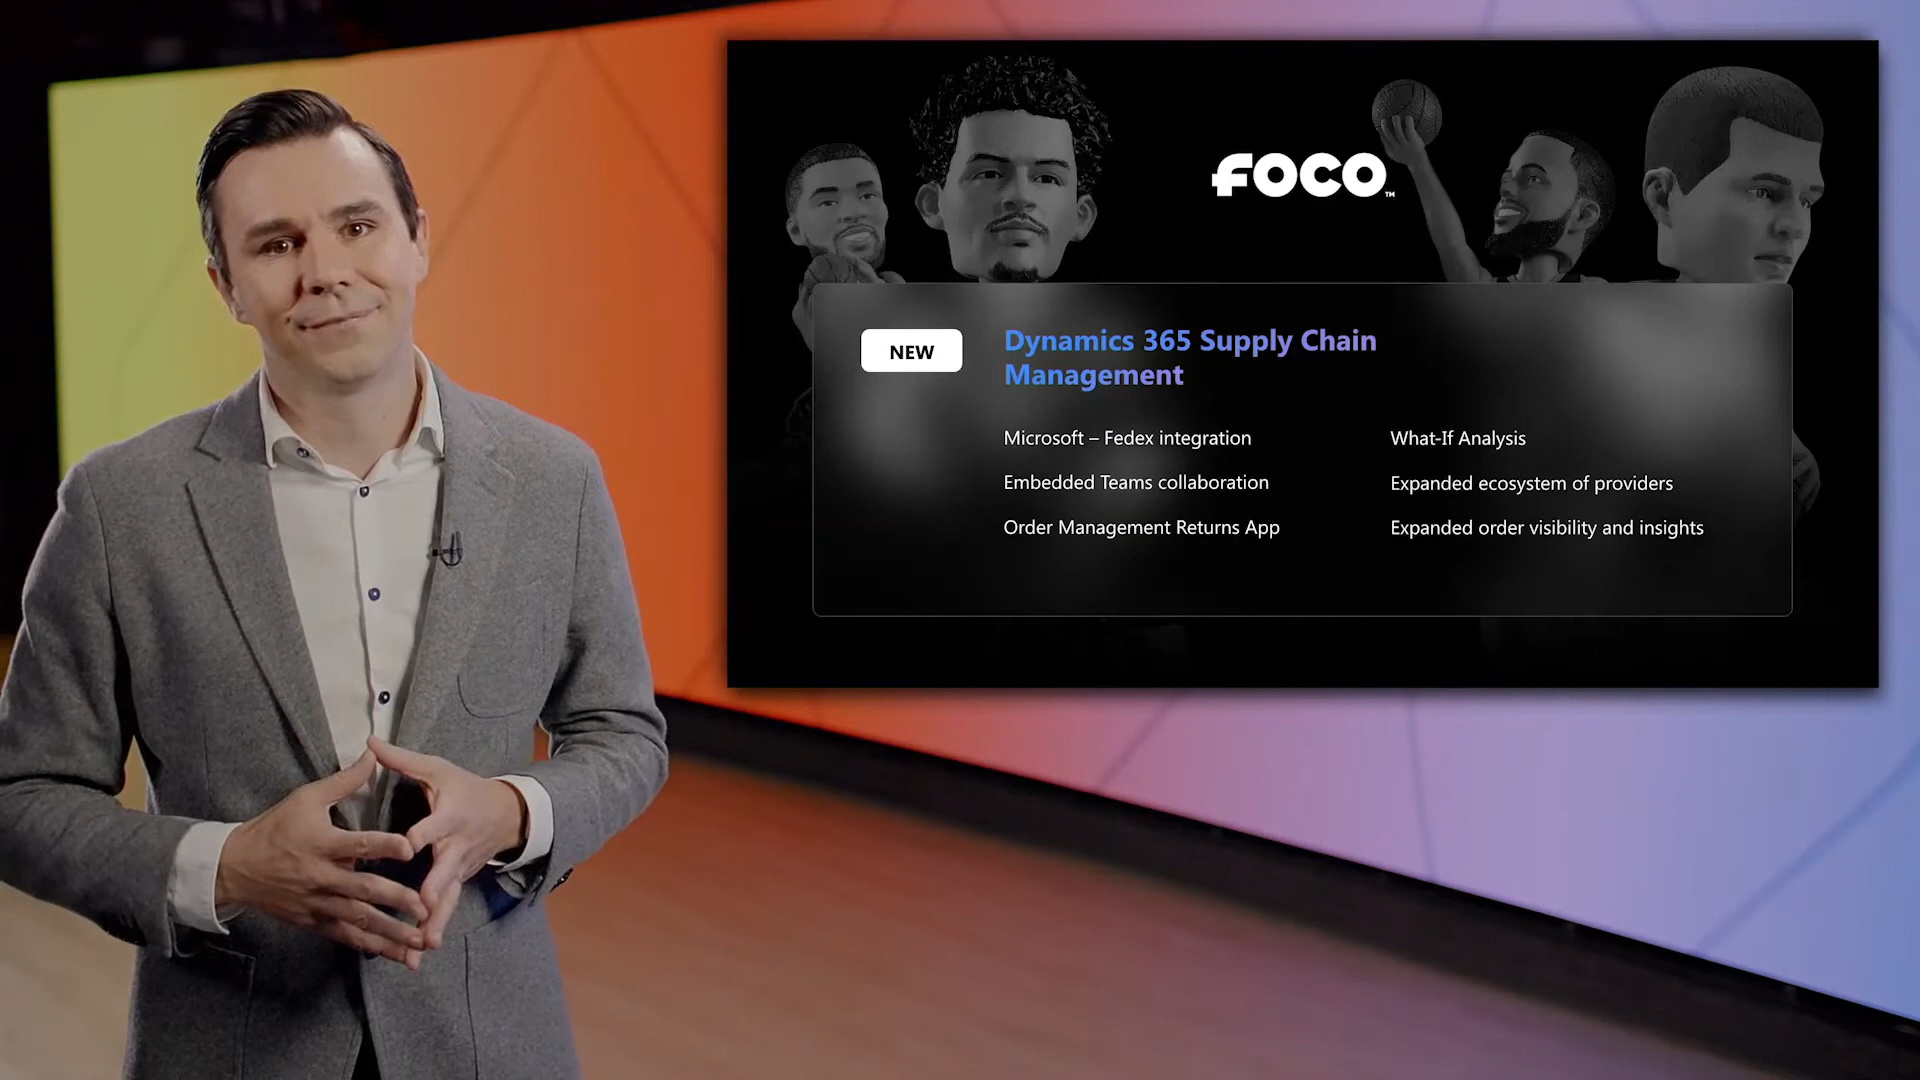 FOCO™
NEW
Dynamics 365 Supply Chain
Management
Microsoft – Fedex integration
Embedded Teams collaboration
Order Management Returns App
What-If Analysis
Expanded ecosystem of providers
Expanded order visibility and insights